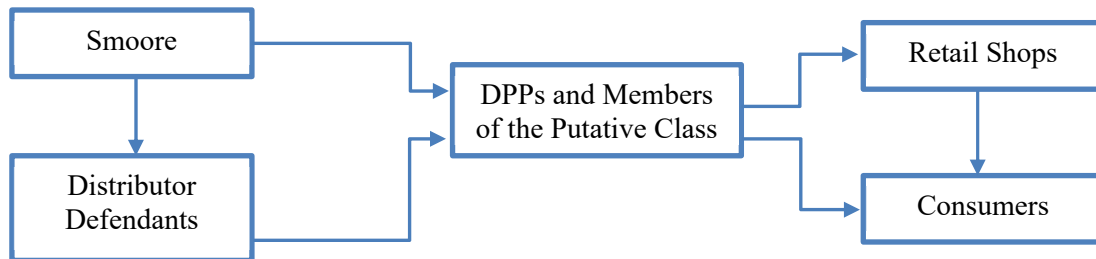 Smoore
Distributor
Defendants
DPPs and Members
of the Putative Class
Retail Shops
Consumers